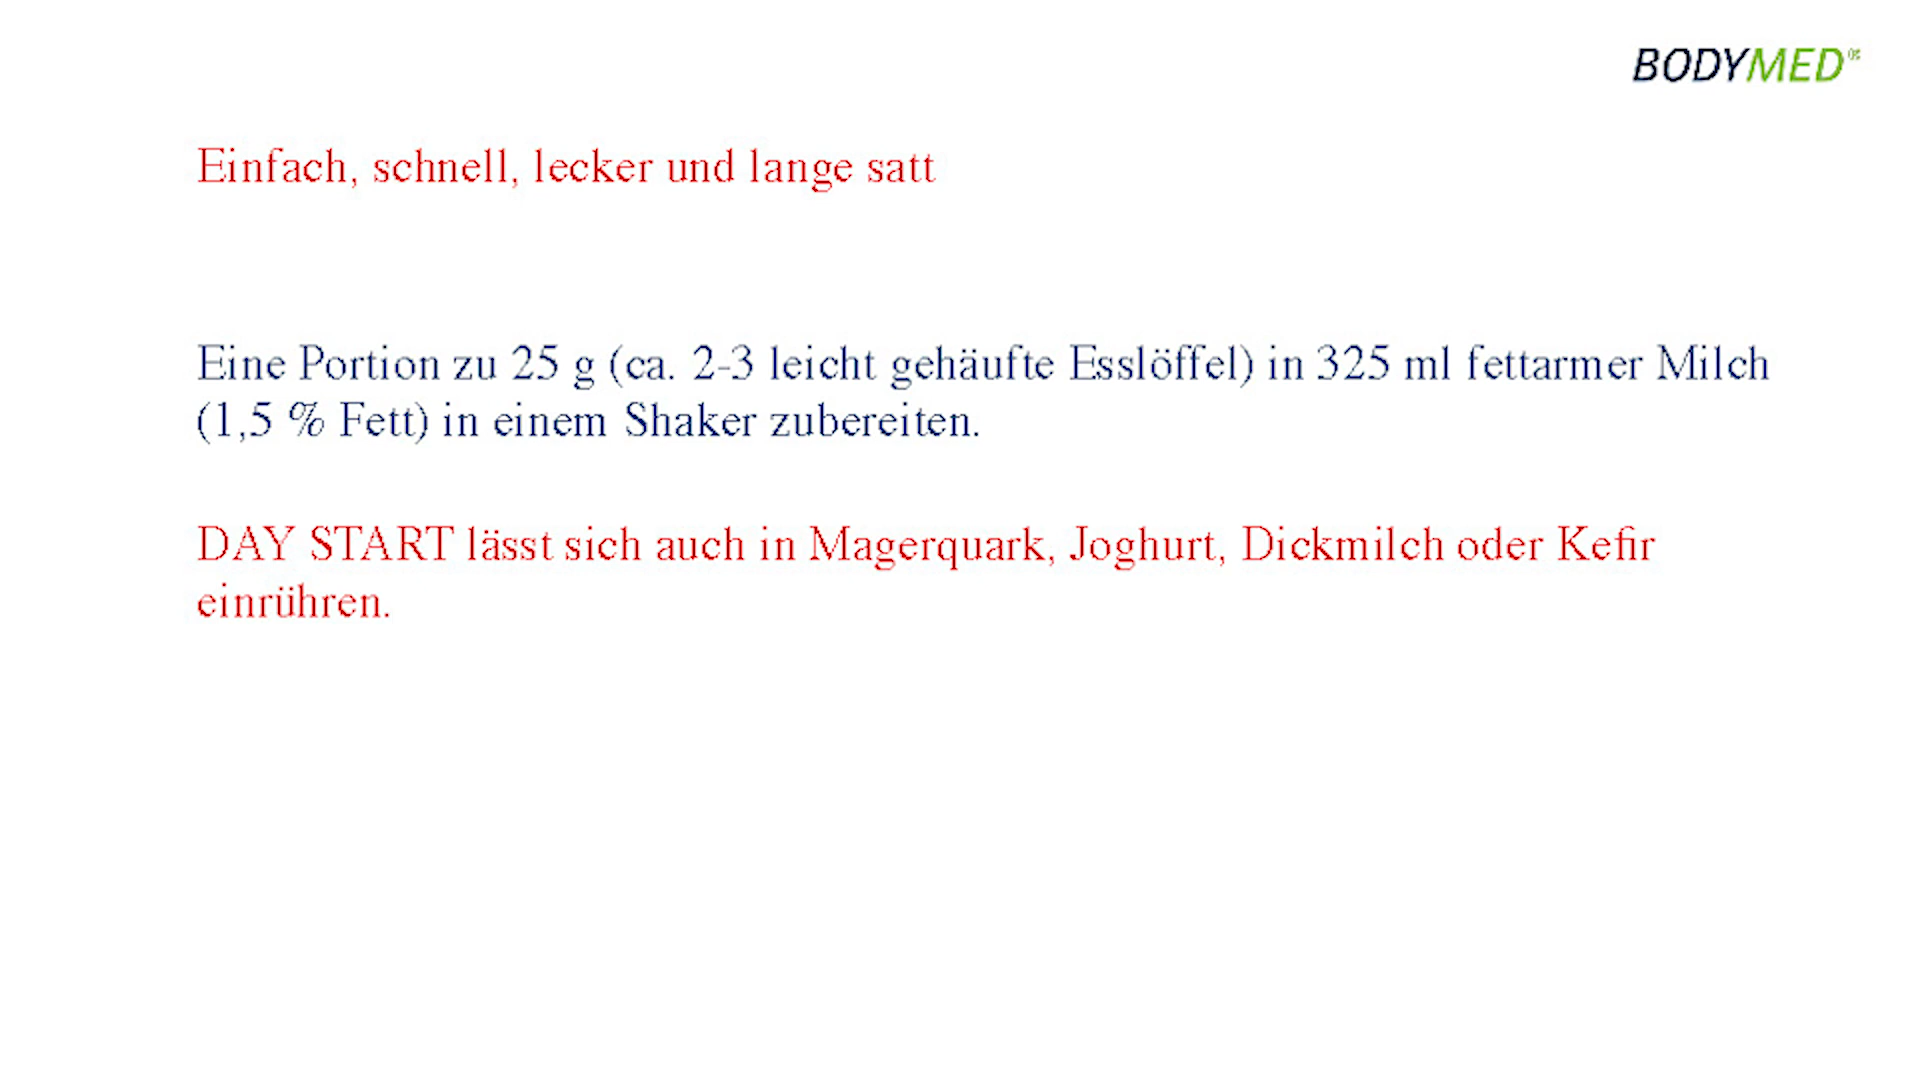 BODYMED®
Einfach, schnell, lecker und lange satt
Eine Portion zu 25 g (ca. 2-3 leicht gehäufte Esslöffel) in 325 ml fettarmer Milch
(1,5 % Fett) in einem Shaker zubereiten.
DAY START lässt sich auch in Magerquark, Joghurt, Dickmilch oder Kefir
einrühren.